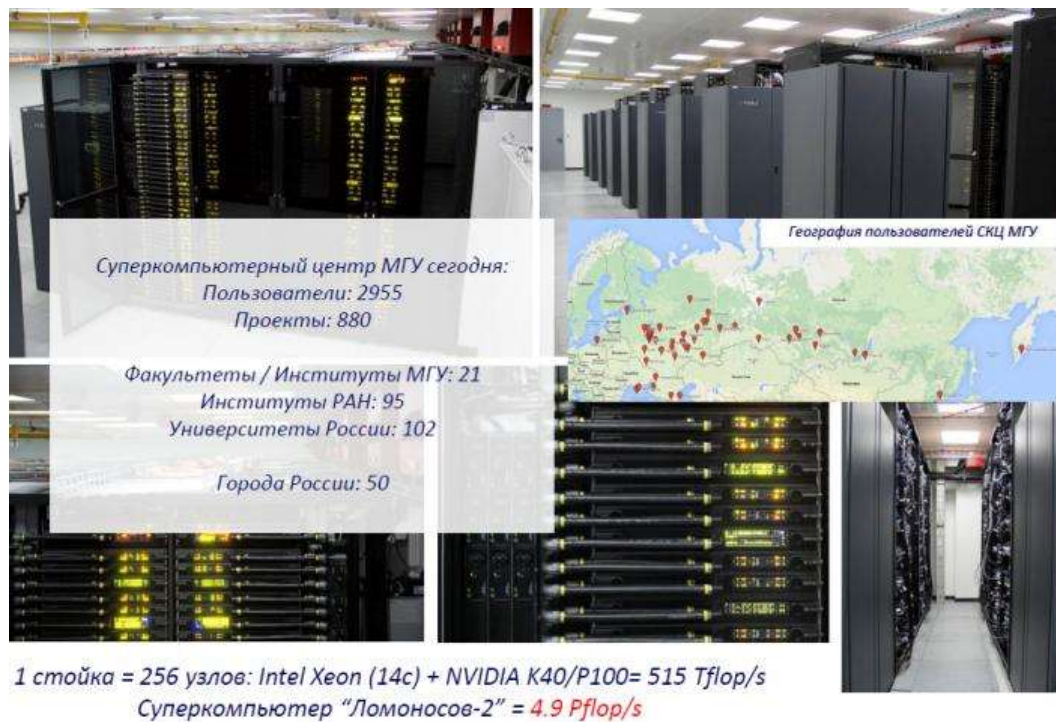 География пользователей СКЦ МГУ
Суперкомпьютерный центр МГУ сегодня:
Пользователи: 2955
Проекты: 880
Факультеты / Институты МГУ: 21
Институты РАН: 95
Университеты России: 102
Города России: 50
1 стойка = 256 узлов: Intel Xeon (14c) + NVIDIA K40/P100= 515 Tflop/s
Суперкомпьютер “Ломоносов-2” = 4.9 Pflop/s